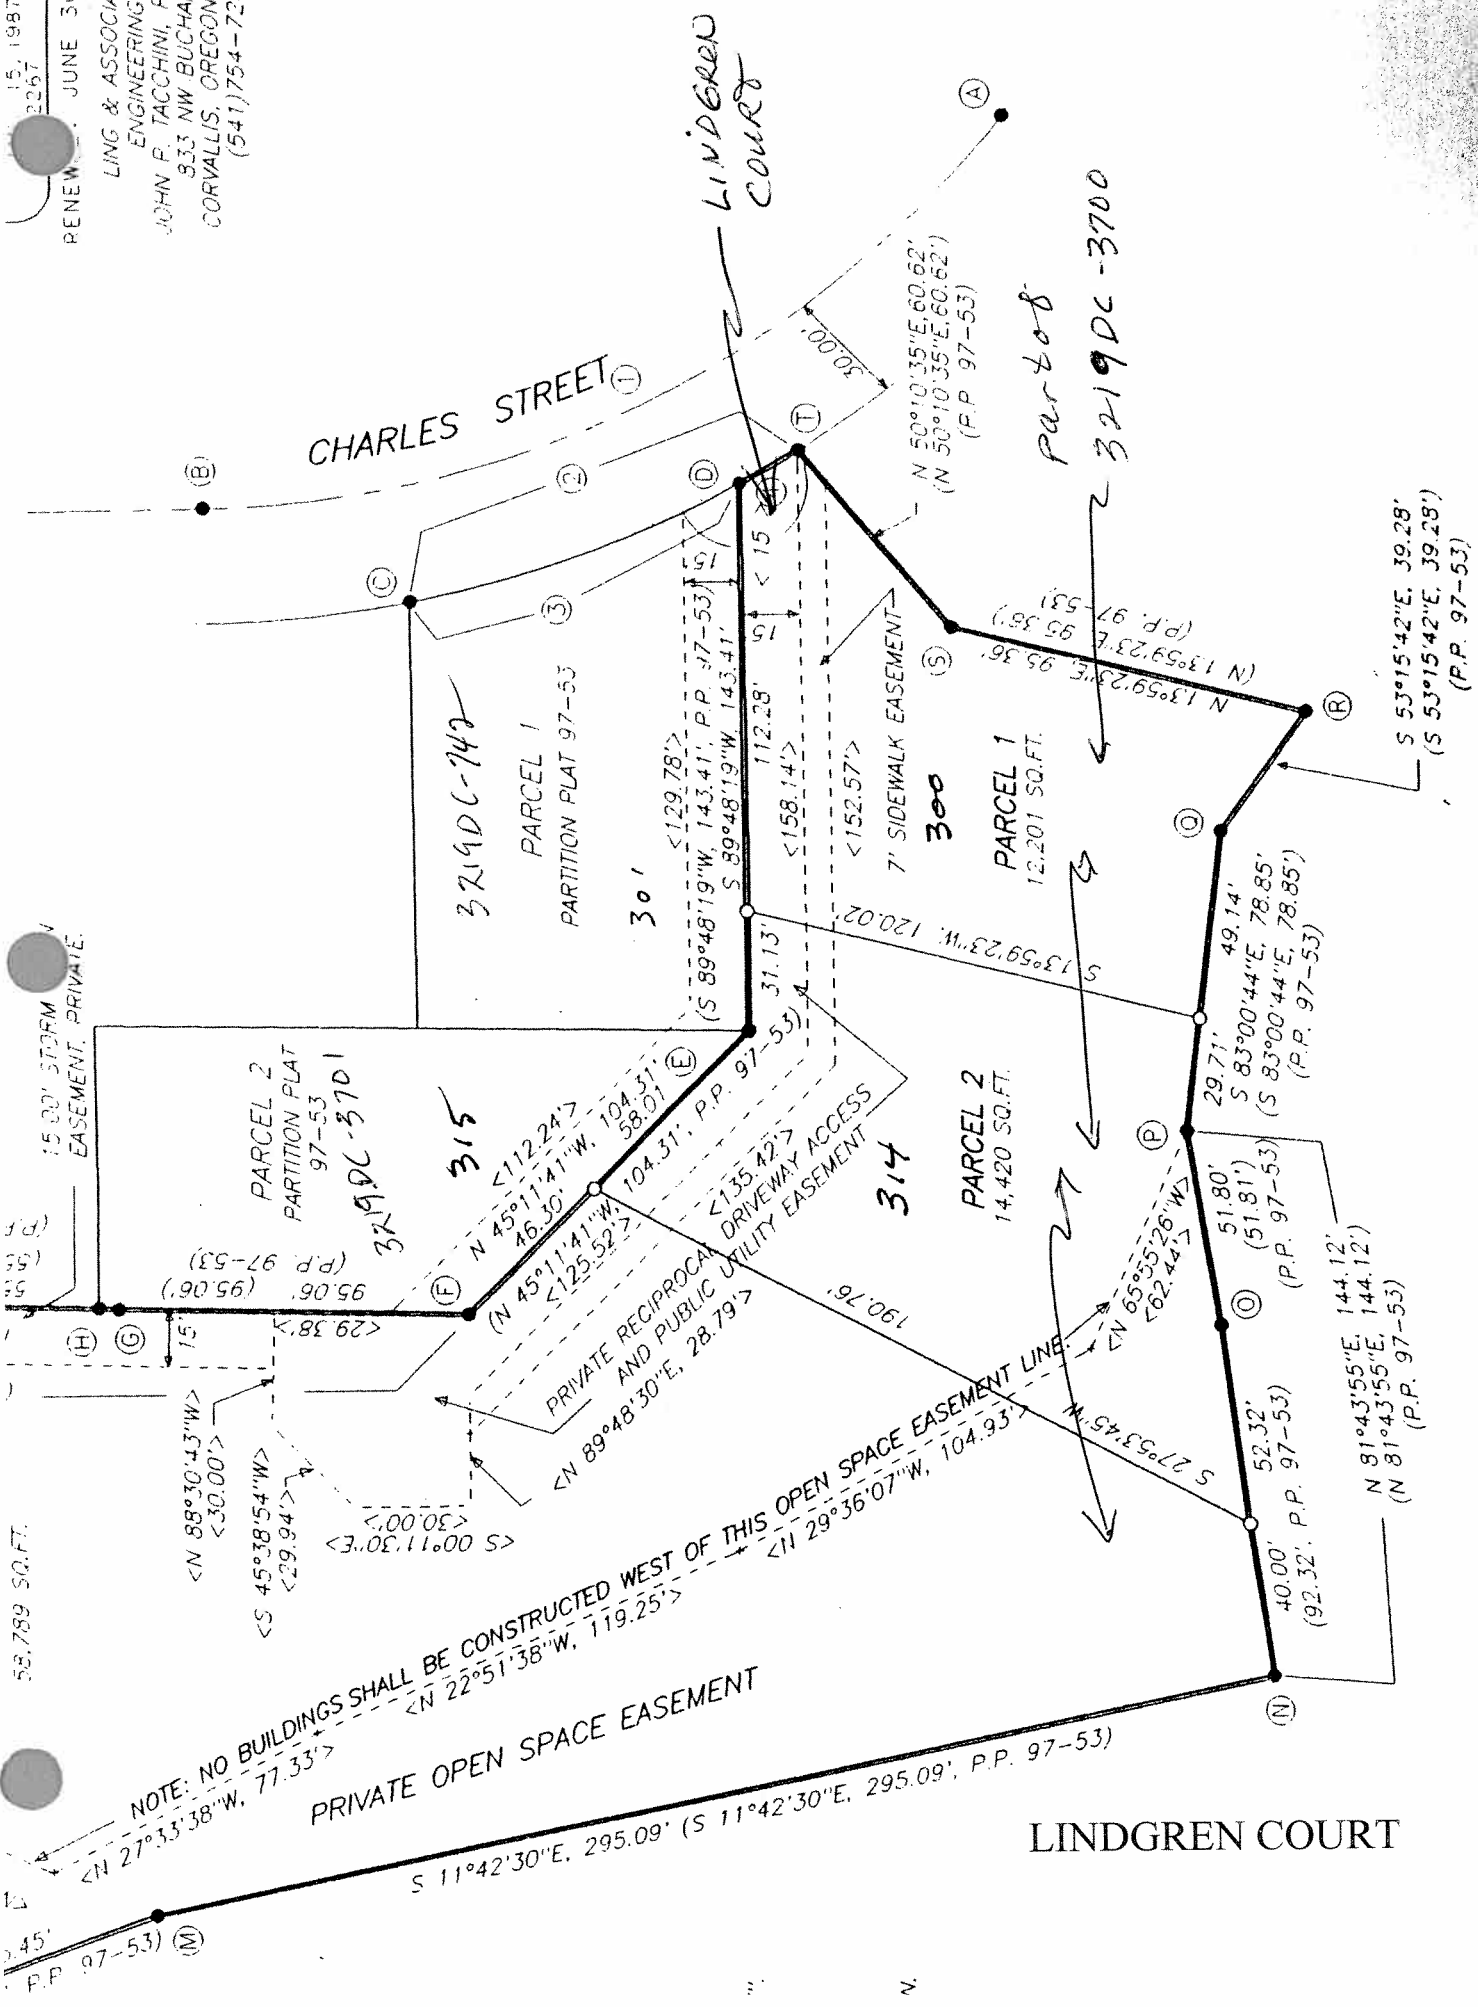 15, 1987
2267
JUNE 30
LING & ASSOCIA
ENGINEERING
JOHN P. TACCHINI, P
833 NW BUCHA
CORVALLIS, OREGON
(541)754-72
LINDGREN
COURT
CHARLES STREET
A
B
C
D
T
1
2
3
30.00'
N 50°10'35"E, 60.62'
(N 50°10'35"E, 60.62')
(P.P. 97-53)
Part of
3219DC-3700
15.00' STORM
EASEMENT, PRIVATE.
3219DC-742
PARCEL 1
PARTITION PLAT 97-53
30'
<129.78'>
(S 89°48'19"W, 143.41', P.P. 97-53)
S 89°48'19"W, 143.41'
112.28'
31.13'
15
15
< 15 >
<158.14'>
<152.57'>
7' SIDEWALK EASEMENT
300
PARCEL 1
12,201 SQ.FT.
S
N 13°59'23"E, 95.36'
(N 13°59'23"E, 95.36')
(P.P. 97-53)
R
S 53°15'42"E, 39.28'
(S 53°15'42"E, 39.28')
(P.P. 97-53)
Q
S 13°59'23"W, 120.02'
29.71'
49.14'
S 83°00'44"E, 78.85'
(S 83°00'44"E, 78.85')
(P.P. 97-53)
PARCEL 2
PARTITION PLAT
97-53
3219DC-3701
315
95.06'
(95.06')
(P.P. 97-53)
H
G
F
E
15'
<29.38'>
<112.24'>
N 45°11'41"W, 104.31'
46.30'
58.01
(N 45°11'41"W, 104.31', P.P. 97-53)
<125.52'>
<135.42'>
PRIVATE RECIPROCAL DRIVEWAY ACCESS
AND PUBLIC UTILITY EASEMENT
<N 89°48'30"E, 28.79'>
314
PARCEL 2
14,420 SQ.FT.
P
51.80'
(51.81')
(P.P. 97-53)
O
<N 65°55'26"W>
<62.44'>
190.76'
S 27°53'45"W
58,789 SQ.FT.
<N 88°30'43"W>
<30.00'>
<S 45°38'54"W>
<29.94'>
<S 00°11'30"E>
<30.00'>
NOTE: NO BUILDINGS SHALL BE CONSTRUCTED WEST OF THIS OPEN SPACE EASEMENT LINE.
<N 27°33'38"W, 77.33'>
<N 22°51'38"W, 119.25'>
<N 29°36'07"W, 104.93'>
PRIVATE OPEN SPACE EASEMENT
40.00'
52.32'
(92.32', P.P. 97-53)
N 81°43'55"E, 144.12'
(N 81°43'55"E, 144.12')
(P.P. 97-53)
N
S 11°42'30"E, 295.09' (S 11°42'30"E, 295.09', P.P. 97-53)
M
.45'
P.P. 97-53)
LINDGREN COURT